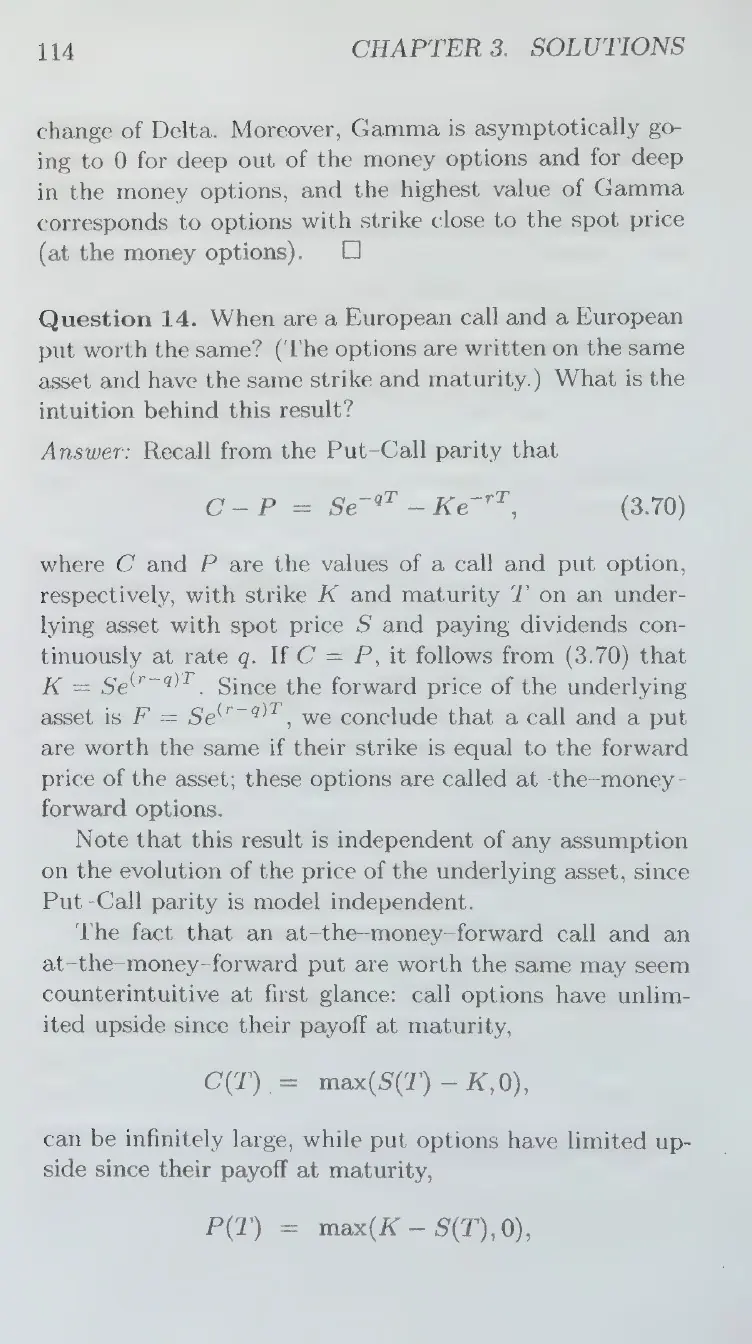 114 CHAPTER 3. SOLUTIONS
change of Delta. Moreover, Gamma is asymptotically go-
ing to 0 for deep out of the money options and for deep
in the money options, and the highest value of Gamma
corresponds to options with strike close to the spot price
(at the money options). □
Question 14. When are a European call and a European
put worth the same? (The options are written on the same
asset and have the same strike and maturity.) What is the
intuition behind this result?
Answer: Recall from the Put–Call parity that
C − P = Se^{−qT} − Ke^{−rT}, (3.70)
where C and P are the values of a call and put option,
respectively, with strike K and maturity T on an under-
lying asset with spot price S and paying dividends con-
tinuously at rate q. If C = P, it follows from (3.70) that
K = Se^{(r−q)T}. Since the forward price of the underlying
asset is F = Se^{(r−q)T}, we conclude that a call and a put
are worth the same if their strike is equal to the forward
price of the asset; these options are called at-the-money-
forward options.
Note that this result is independent of any assumption
on the evolution of the price of the underlying asset, since
Put-Call parity is model independent.
The fact that an at-the-money-forward call and an
at-the-money-forward put are worth the same may seem
counterintuitive at first glance: call options have unlim-
ited upside since their payoff at maturity,
C(T) = max(S(T) − K, 0),
can be infinitely large, while put options have limited up-
side since their payoff at maturity,
P(T) = max(K − S(T), 0),